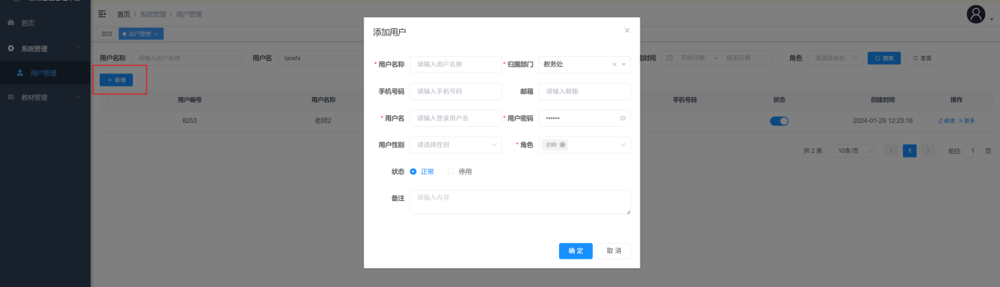 首页 / 系统管理 / 用户管理
首页
系统管理
用户管理
教材管理
首页 用户管理 ×
用户名称 请输入用户名称 用户名 laoshi 时间 开始日期 - 结束日期 角色 请选择角色 搜索 重置
+ 新增
用户编号 用户名称 手机号码 状态 创建时间 操作
8253 老师2 2024-01-29 12:23:16 修改 更多
共 2 条 10条/页 1 前往 1 页
添加用户
* 用户名称 请输入用户名称 * 归属部门 教务处
手机号码 请输入手机号码 邮箱 请输入邮箱
* 用户名 请输入登录用户名 * 用户密码 ••••••
用户性别 请选择性别 * 角色 老师
状态 正常 停用
备注 请输入内容
确 定 取 消